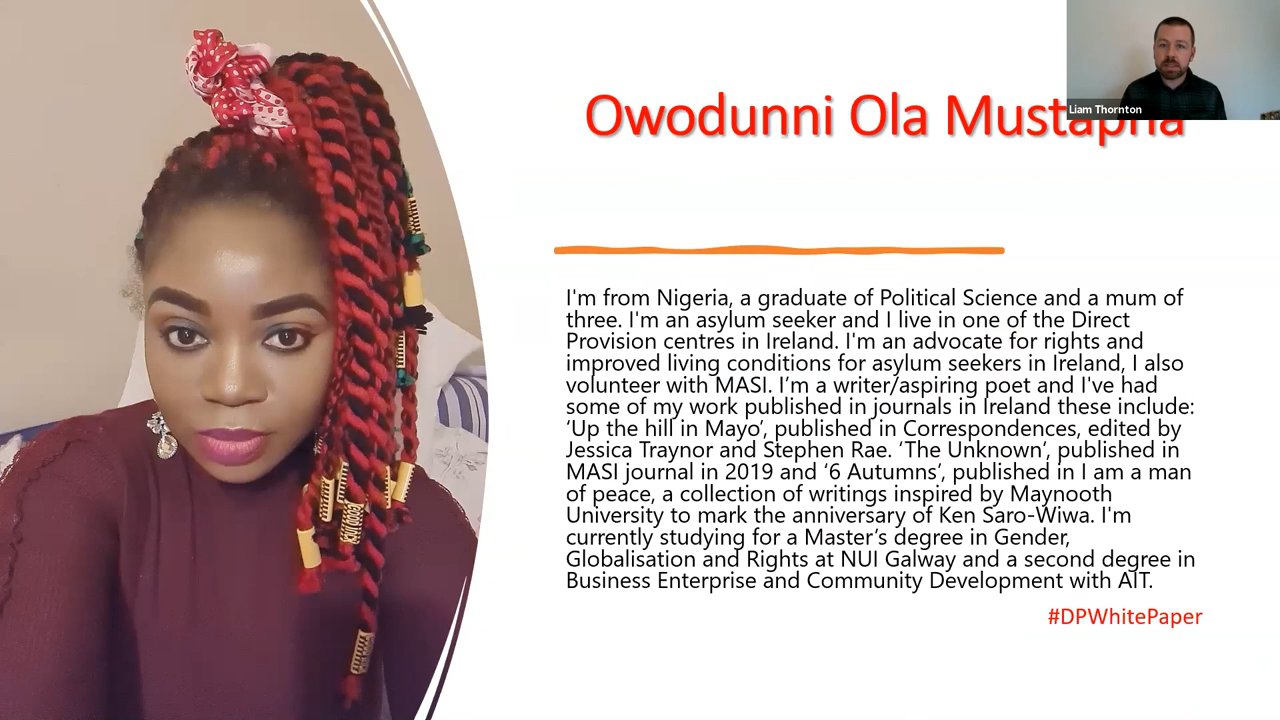 Owodunni Ola Mustapha
Liam Thornton
I'm from Nigeria, a graduate of Political Science and a mum of
three. I'm an asylum seeker and I live in one of the Direct
Provision centres in Ireland. I'm an advocate for rights and
improved living conditions for asylum seekers in Ireland, I also
volunteer with MASI. I’m a writer/aspiring poet and I've had
some of my work published in journals in Ireland these include:
‘Up the hill in Mayo’, published in Correspondences, edited by
Jessica Traynor and Stephen Rae. ‘The Unknown’, published in
MASI journal in 2019 and ‘6 Autumns’, published in I am a man
of peace, a collection of writings inspired by Maynooth
University to mark the anniversary of Ken Saro-Wiwa. I'm
currently studying for a Master’s degree in Gender,
Globalisation and Rights at NUI Galway and a second degree in
Business Enterprise and Community Development with AIT.
#DPWhitePaper